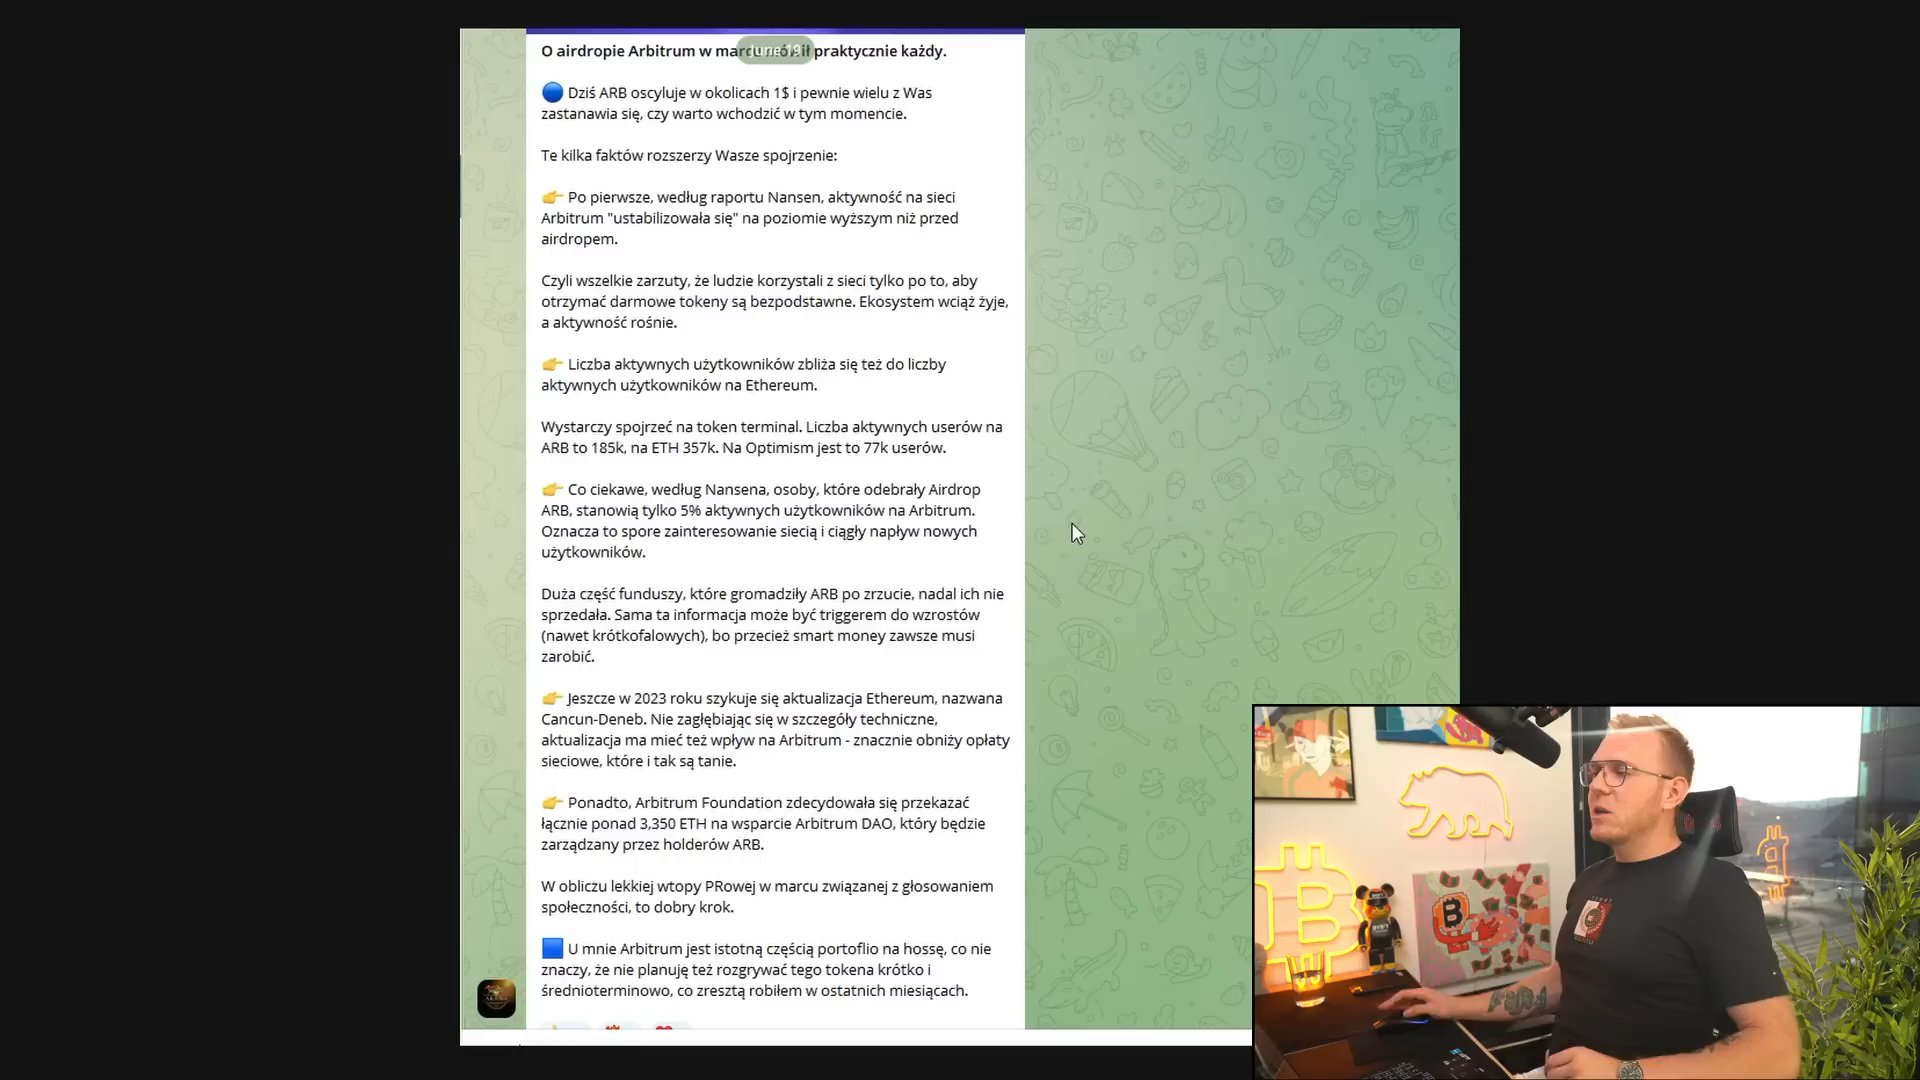 O airdropie Arbitrum w marcu mówił praktycznie każdy.
June 19
Dziś ARB oscyluje w okolicach 1$ i pewnie wielu z Was
zastanawia się, czy warto wchodzić w tym momencie.
Te kilka faktów rozszerzy Wasze spojrzenie:
👉 Po pierwsze, według raportu Nansen, aktywność na sieci
Arbitrum "ustabilizowała się" na poziomie wyższym niż przed
airdropem.
Czyli wszelkie zarzuty, że ludzie korzystali z sieci tylko po to, aby
otrzymać darmowe tokeny są bezpodstawne. Ekosystem wciąż żyje,
a aktywność rośnie.
👉 Liczba aktywnych użytkowników zbliża się też do liczby
aktywnych użytkowników na Ethereum.
Wystarczy spojrzeć na token terminal. Liczba aktywnych userów na
ARB to 185k, na ETH 357k. Na Optimism jest to 77k userów.
👉 Co ciekawe, według Nansena, osoby, które odebrały Airdrop
ARB, stanowią tylko 5% aktywnych użytkowników na Arbitrum.
Oznacza to spore zainteresowanie siecią i ciągły napływ nowych
użytkowników.
Duża część funduszy, które gromadziły ARB po zrzucie, nadal ich nie
sprzedała. Sama ta informacja może być triggerem do wzrostów
(nawet krótkofalowych), bo przecież smart money zawsze musi
zarobić.
👉 Jeszcze w 2023 roku szykuje się aktualizacja Ethereum, nazwana
Cancun-Deneb. Nie zagłębiając się w szczegóły techniczne,
aktualizacja ma mieć też wpływ na Arbitrum - znacznie obniży opłaty
sieciowe, które i tak są tanie.
👉 Ponadto, Arbitrum Foundation zdecydowała się przekazać
łącznie ponad 3,350 ETH na wsparcie Arbitrum DAO, który będzie
zarządzany przez holderów ARB.
W obliczu lekkiej wtopy PRowej w marcu związanej z głosowaniem
społeczności, to dobry krok.
U mnie Arbitrum jest istotną częścią portoflio na hossę, co nie
znaczy, że nie planuję też rozgrywać tego tokena krótko i
średnioterminowo, co zresztą robiłem w ostatnich miesiącach.